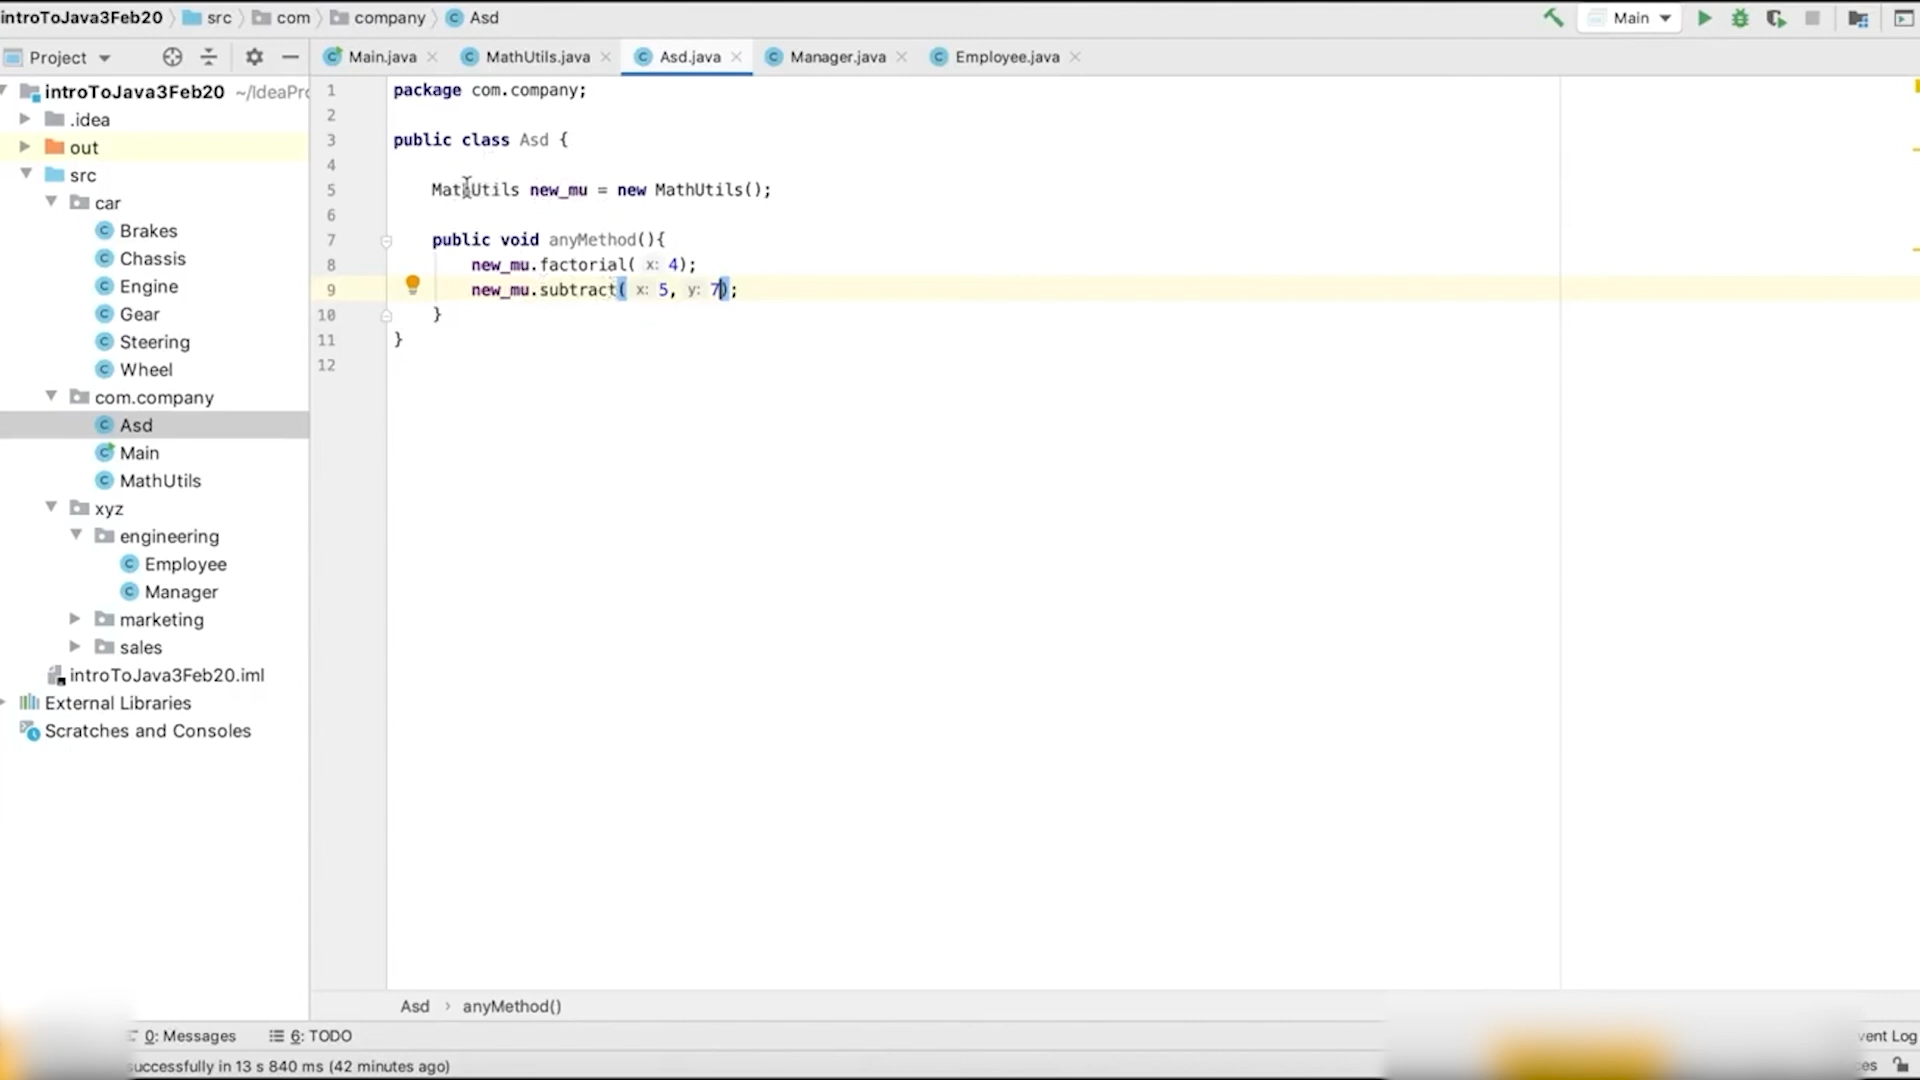 introToJava3Feb20 src com company Asd Main
Project
Main.java MathUtils.java Asd.java Manager.java Employee.java
introToJava3Feb20 ~/IdeaPro
.idea
out
src
car
Brakes
Chassis
Engine
Gear
Steering
Wheel
com.company
Asd
Main
MathUtils
xyz
engineering
Employee
Manager
marketing
sales
introToJava3Feb20.iml
External Libraries
Scratches and Consoles
1 package com.company;
2
3 public class Asd {
4
5 MathUtils new_mu = new MathUtils();
6
7 public void anyMethod(){
8 new_mu.factorial( x: 4);
9 new_mu.subtract( x: 5, y: 7);
10 }
11 }
12
Asd › anyMethod()
0: Messages 6: TODO vent Log
successfully in 13 s 840 ms (42 minutes ago) ces